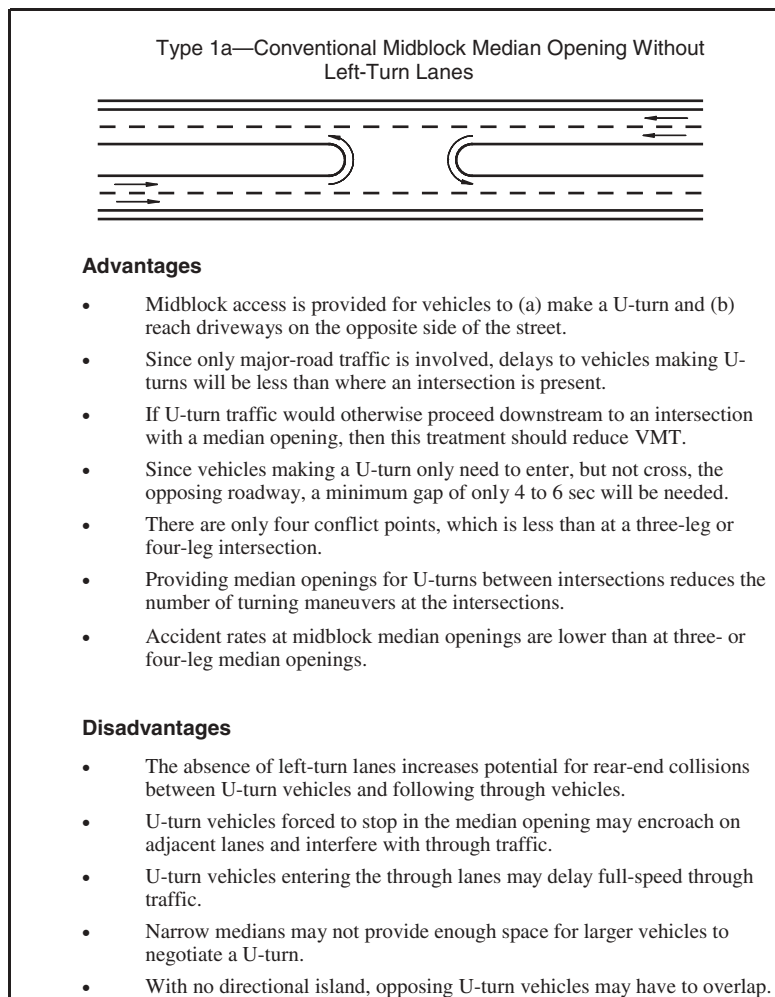 Type 1a—Conventional Midblock Median Opening Without
Left-Turn Lanes
Advantages
• Midblock access is provided for vehicles to (a) make a U-turn and (b)
reach driveways on the opposite side of the street.
• Since only major-road traffic is involved, delays to vehicles making U-
turns will be less than where an intersection is present.
• If U-turn traffic would otherwise proceed downstream to an intersection
with a median opening, then this treatment should reduce VMT.
• Since vehicles making a U-turn only need to enter, but not cross, the
opposing roadway, a minimum gap of only 4 to 6 sec will be needed.
• There are only four conflict points, which is less than at a three-leg or
four-leg intersection.
• Providing median openings for U-turns between intersections reduces the
number of turning maneuvers at the intersections.
• Accident rates at midblock median openings are lower than at three- or
four-leg median openings.
Disadvantages
• The absence of left-turn lanes increases potential for rear-end collisions
between U-turn vehicles and following through vehicles.
• U-turn vehicles forced to stop in the median opening may encroach on
adjacent lanes and interfere with through traffic.
• U-turn vehicles entering the through lanes may delay full-speed through
traffic.
• Narrow medians may not provide enough space for larger vehicles to
negotiate a U-turn.
• With no directional island, opposing U-turn vehicles may have to overlap.